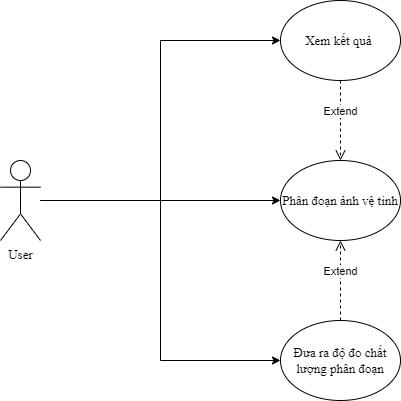 Xem kết quả
Extend
Phân đoạn ảnh vệ tinh
User
Extend
Đưa ra độ đo chất
lượng phân đoạn